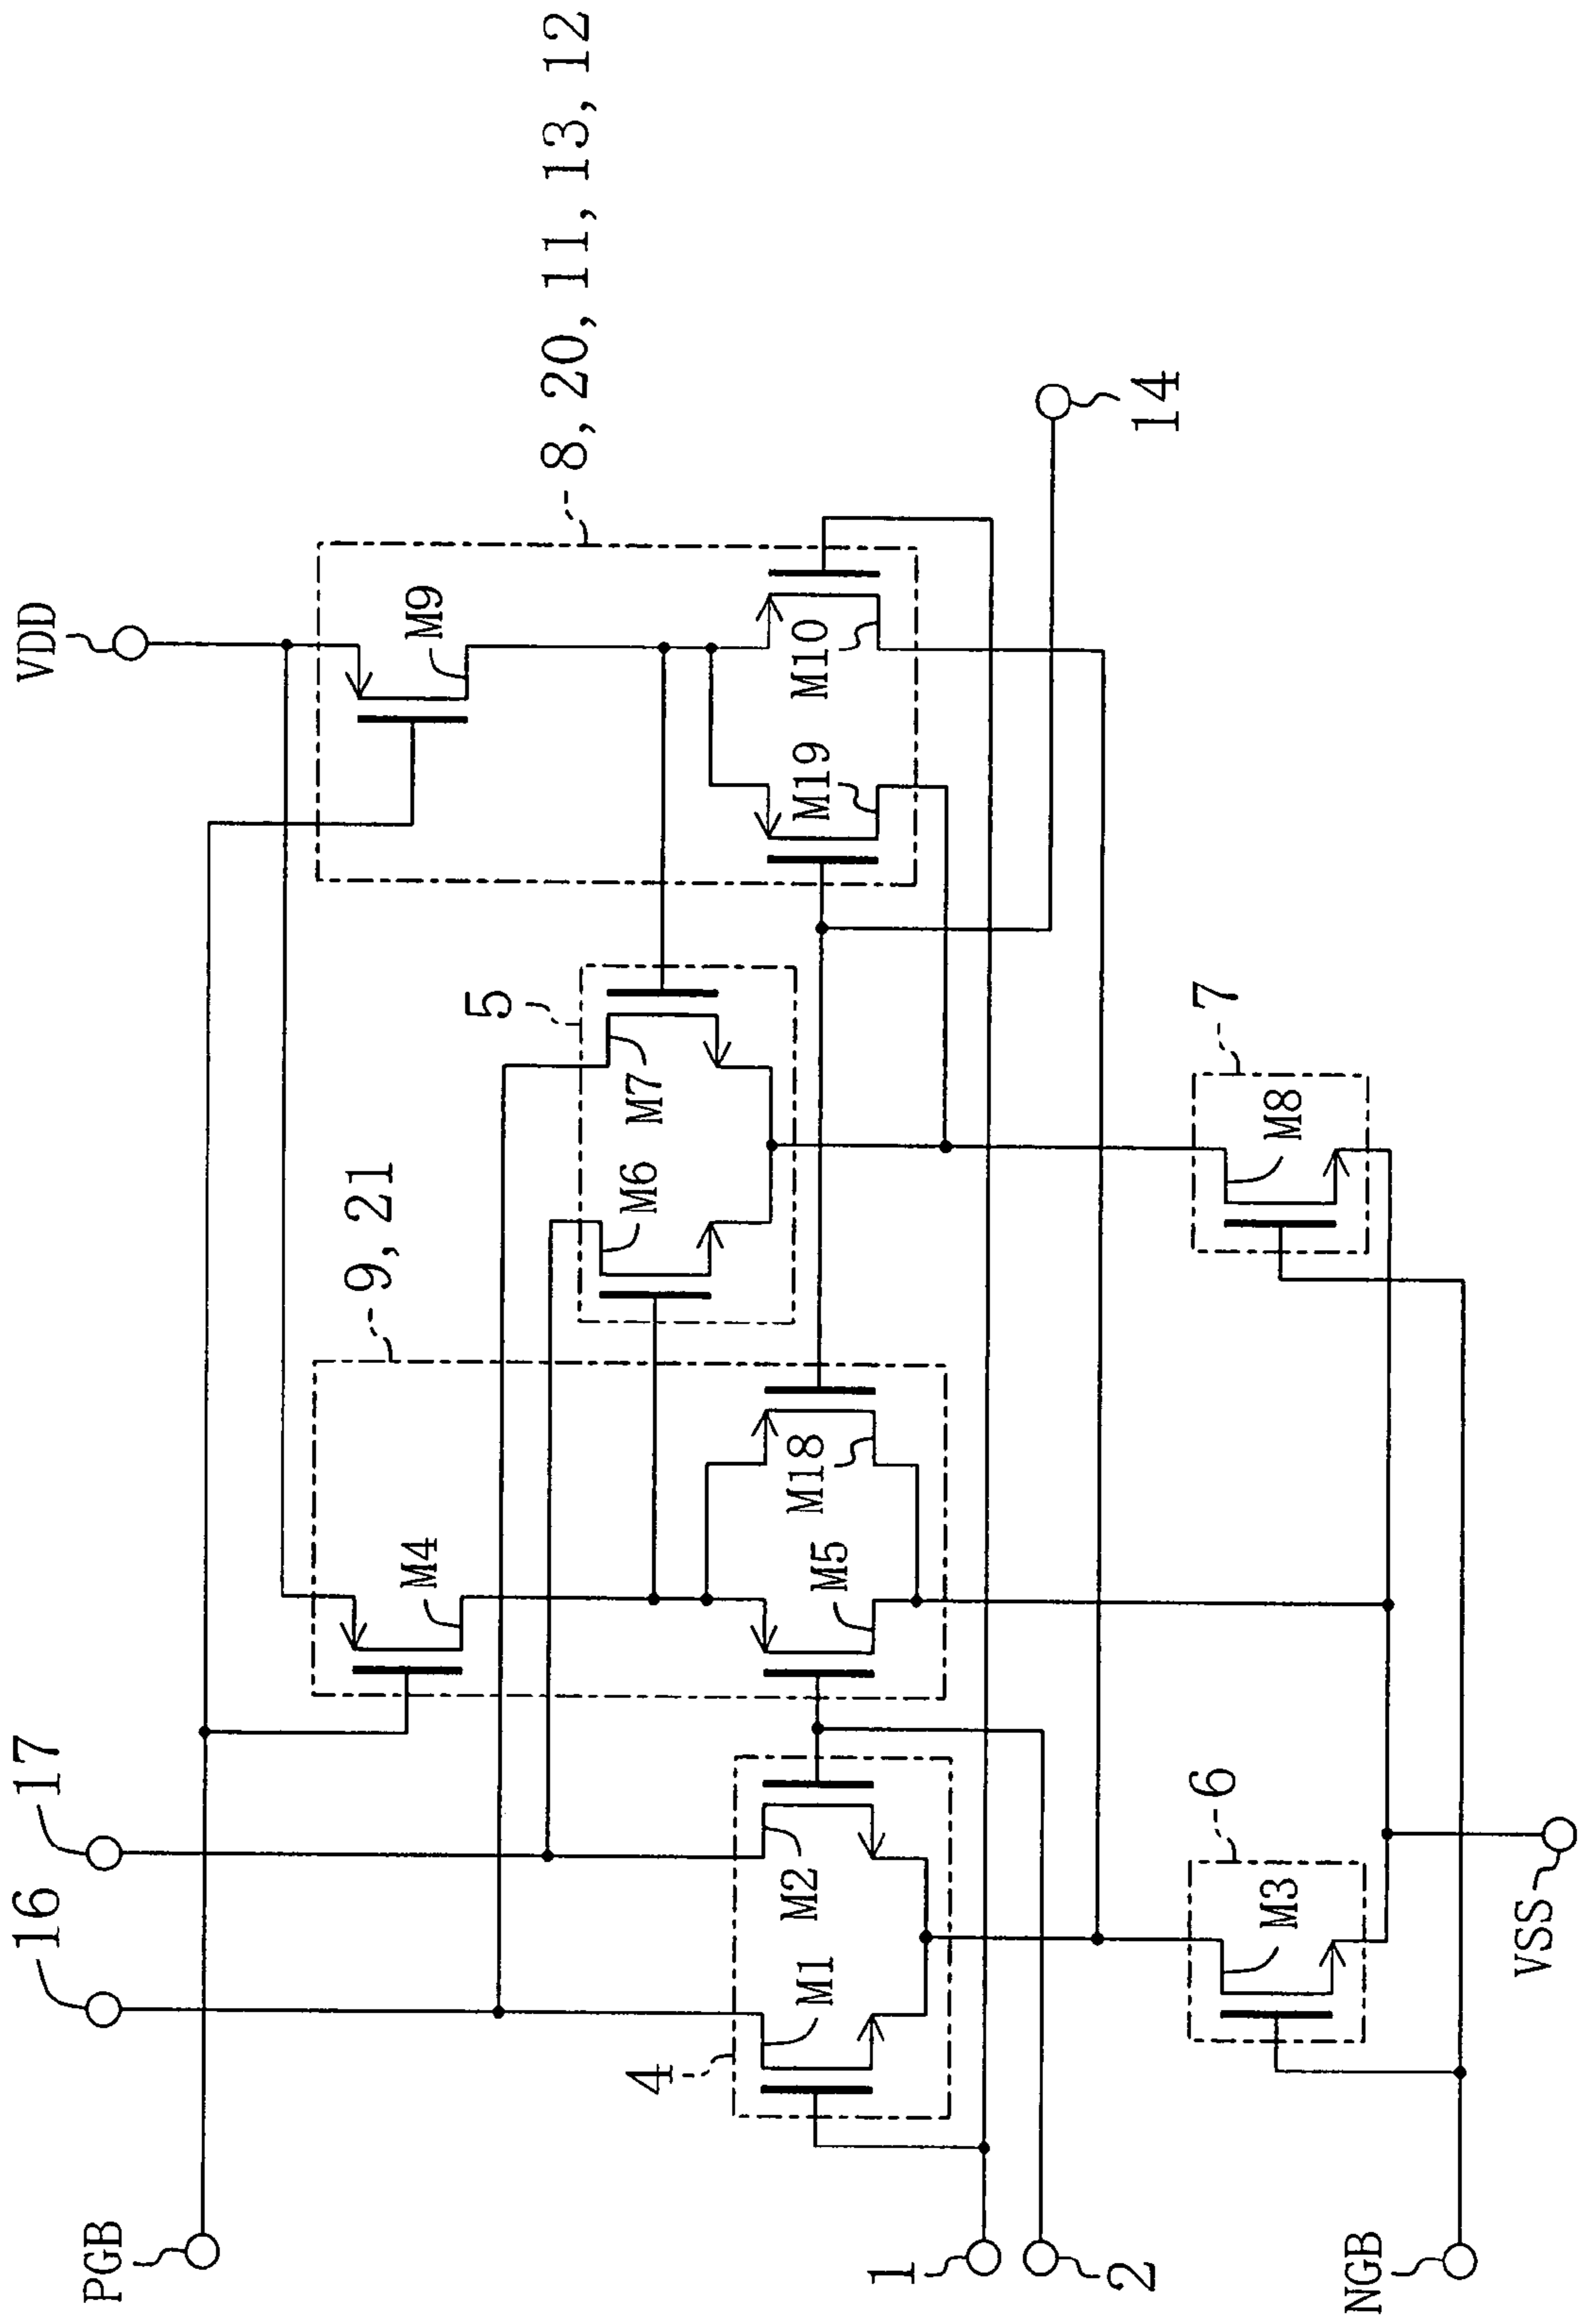 VDD
8, 20, 11, 13, 12
M9
M10
M19
14
5
M7
M6
7
M8
9, 21
M4
M18
M5
17
16
M2
M1
4
6
M3
VSS
PGB
1
2
NGB